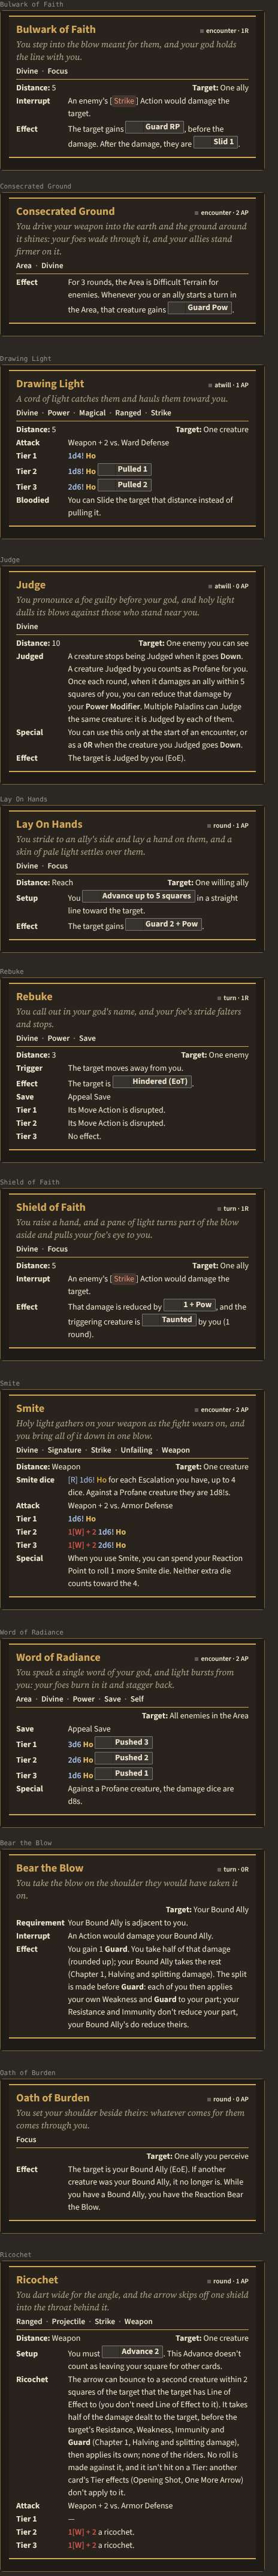 Bulwark of Faith
Bulwark of Faith
■ encounter · 1R
You step into the blow meant for them, and your god holds
the line with you.
Divine · Focus
Distance: 5 Target: One ally
Interrupt An enemy's [Strike] Action would damage the
target.
Effect The target gains Guard RP, before the
damage. After the damage, they are Slid 1.
Consecrated Ground
Consecrated Ground
■ encounter · 2 AP
You drive your weapon into the earth and the ground around
it shines: your foes wade through it, and your allies stand
firmer on it.
Area · Divine
Effect For 3 rounds, the Area is Difficult Terrain for
enemies. Whenever you or an ally starts a turn in
the Area, that creature gains Guard Pow.
Drawing Light
Drawing Light
■ atwill · 1 AP
A cord of light catches them and hauls them toward you.
Divine · Power · Magical · Ranged · Strike
Distance: 5 Target: One creature
Attack Weapon + 2 vs. Ward Defense
Tier 1 1d4! Ho
Tier 2 1d8! Ho Pulled 1
Tier 3 2d6! Ho Pulled 2
Bloodied You can Slide the target that distance instead of
pulling it.
Judge
Judge
■ atwill · 0 AP
You pronounce a foe guilty before your god, and holy light
dulls its blows against those who stand near you.
Divine
Distance: 10 Target: One enemy you can see
Judged A creature stops being Judged when it goes Down.
A creature Judged by you counts as Profane for you.
Once each round, when it damages an ally within 5
squares of you, you can reduce that damage by
your Power Modifier. Multiple Paladins can Judge
the same creature: it is Judged by each of them.
Special You can use this only at the start of an encounter, or
as a 0R when the creature you Judged goes Down.
Effect The target is Judged by you (EoE).
Lay On Hands
Lay On Hands
■ round · 1 AP
You stride to an ally's side and lay a hand on them, and a
skin of pale light settles over them.
Divine · Focus
Distance: Reach Target: One willing ally
Setup You Advance up to 5 squares in a straight
line toward the target.
Effect The target gains Guard 2 + Pow.
Rebuke
Rebuke
■ turn · 1R
You call out in your god's name, and your foe's stride falters
and stops.
Divine · Power · Save
Distance: 3 Target: One enemy
Trigger The target moves away from you.
Effect The target is Hindered (EoT).
Save Appeal Save
Tier 1 Its Move Action is disrupted.
Tier 2 Its Move Action is disrupted.
Tier 3 No effect.
Shield of Faith
Shield of Faith
■ turn · 1R
You raise a hand, and a pane of light turns part of the blow
aside and pulls your foe's eye to you.
Divine · Focus
Distance: 5 Target: One ally
Interrupt An enemy's [Strike] Action would damage the
target.
Effect That damage is reduced by 1 + Pow, and the
triggering creature is Taunted by you (1
round).
Smite
Smite
■ encounter · 2 AP
Holy light gathers on your weapon as the fight wears on, and
you bring all of it down in one blow.
Divine · Signature · Strike · Unfailing · Weapon
Distance: Weapon Target: One creature
Smite dice [R] 1d6! Ho for each Escalation you have, up to 4
dice. Against a Profane creature they are 1d8!s.
Attack Weapon + 2 vs. Armor Defense
Tier 1 1d6! Ho
Tier 2 1[W] + 2 1d6! Ho
Tier 3 1[W] + 2 2d6! Ho
Special When you use Smite, you can spend your Reaction
Point to roll 1 more Smite die. Neither extra die
counts toward the 4.
Word of Radiance
Word of Radiance
■ encounter · 2 AP
You speak a single word of your god, and light bursts from
you: your foes burn in it and stagger back.
Area · Divine · Power · Save · Self
Target: All enemies in the Area
Save Appeal Save
Tier 1 3d6 Ho Pushed 3
Tier 2 2d6 Ho Pushed 2
Tier 3 1d6 Ho Pushed 1
Special Against a Profane creature, the damage dice are
d8s.
Bear the Blow
Bear the Blow
■ turn · 0R
You take the blow on the shoulder they would have taken it
on.
Target: Your Bound Ally
Requirement Your Bound Ally is adjacent to you.
Interrupt An Action would damage your Bound Ally.
Effect You gain 1 Guard. You take half of that damage
(rounded up); your Bound Ally takes the rest
(Chapter 1, Halving and splitting damage). The split
is made before Guard: each of you then applies
your own Weakness and Guard to your part; your
Resistance and Immunity don't reduce your part,
your Bound Ally's do reduce theirs.
Oath of Burden
Oath of Burden
■ round · 0 AP
You set your shoulder beside theirs: whatever comes for them
comes through you.
Focus
Target: One ally you perceive
Effect The target is your Bound Ally (EoE). If another
creature was your Bound Ally, it no longer is. While
you have a Bound Ally, you have the Reaction Bear
the Blow.
Ricochet
Ricochet
■ round · 1 AP
You dart wide for the angle, and the arrow skips off one shield
into the throat behind it.
Ranged · Projectile · Strike · Weapon
Distance: Weapon Target: One creature
Setup You must Advance 2. This Advance doesn't
count as leaving your square for other cards.
Ricochet The arrow can bounce to a second creature within 2
squares of the target that the target has Line of
Effect to (you don't need Line of Effect to it). It takes
half of the damage dealt to the target, before the
target's Resistance, Weakness, Immunity and
Guard (Chapter 1, Halving and splitting damage),
then applies its own; none of the riders. No roll is
made against it, and it isn't hit on a Tier: another
card's Tier effects (Opening Shot, One More Arrow)
don't apply to it.
Attack Weapon + 2 vs. Armor Defense
Tier 1 —
Tier 2 1[W] + 2 a ricochet.
Tier 3 1[W] + 2 a ricochet.